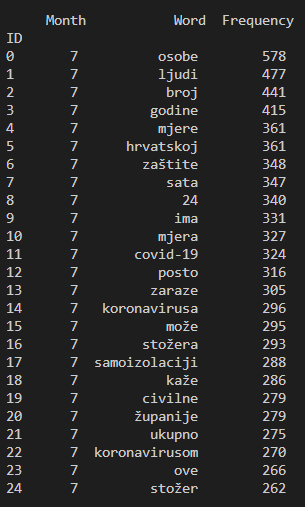 Month Word Frequency
ID
0 7 osobe 578
1 7 ljudi 477
2 7 broj 441
3 7 godine 415
4 7 mjere 361
5 7 hrvatskoj 361
6 7 zaštite 348
7 7 sata 347
8 7 24 340
9 7 ima 331
10 7 mjera 327
11 7 covid-19 324
12 7 posto 316
13 7 zaraze 305
14 7 koronavirusa 296
15 7 može 295
16 7 stožera 293
17 7 samoizolaciji 288
18 7 kaže 286
19 7 civilne 279
20 7 županije 279
21 7 ukupno 275
22 7 koronavirusom 270
23 7 ove 266
24 7 stožer 262